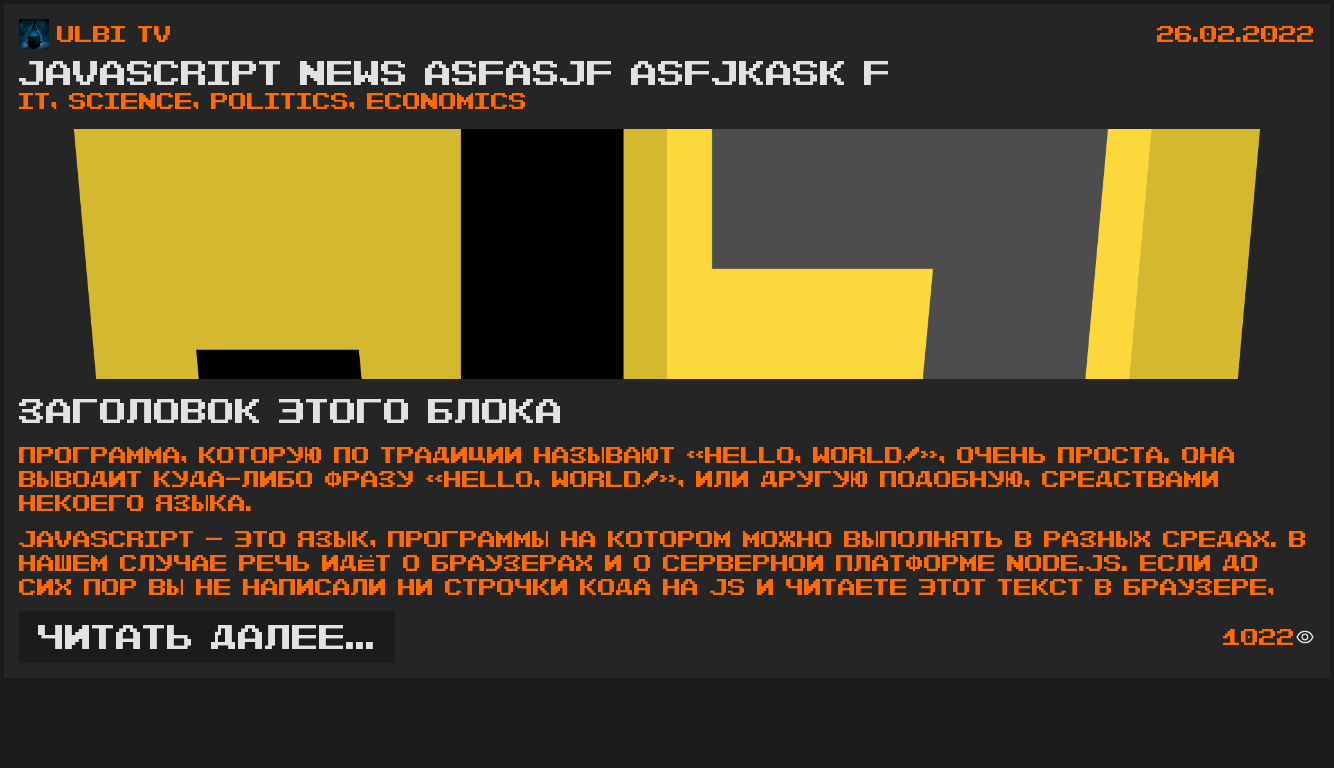 ULBI TV
26.02.2022
JAVASCRIPT NEWS ASFASJF ASFJKASK F
IT, SCIENCE, POLITICS, ECONOMICS
ЗАГОЛОВОК ЭТОГО БЛОКА
ПРОГРАММА, КОТОРУЮ ПО ТРАДИЦИИ НАЗЫВАЮТ «HELLO, WORLD!», ОЧЕНЬ ПРОСТА. ОНА
ВЫВОДИТ КУДА-ЛИБО ФРАЗУ «HELLO, WORLD!», ИЛИ ДРУГУЮ ПОДОБНУЮ, СРЕДСТВАМИ
НЕКОЕГО ЯЗЫКА.
JAVASCRIPT — ЭТО ЯЗЫК, ПРОГРАММЫ НА КОТОРОМ МОЖНО ВЫПОЛНЯТЬ В РАЗНЫХ СРЕДАХ. В
НАШЕМ СЛУЧАЕ РЕЧЬ ИДЁТ О БРАУЗЕРАХ И О СЕРВЕРНОЙ ПЛАТФОРМЕ NODE.JS. ЕСЛИ ДО
СИХ ПОР ВЫ НЕ НАПИСАЛИ НИ СТРОЧКИ КОДА НА JS И ЧИТАЕТЕ ЭТОТ ТЕКСТ В БРАУЗЕРЕ,
ЧИТАТЬ ДАЛЕЕ...
1022